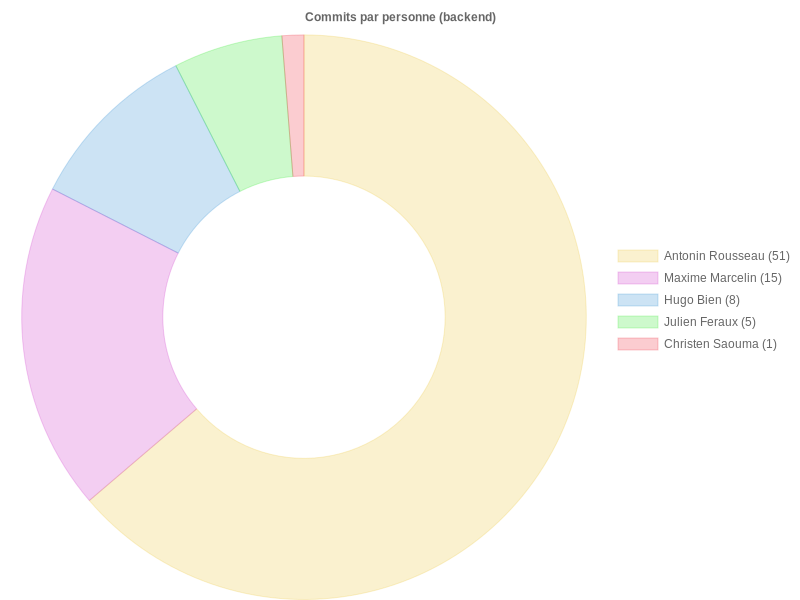 Commits par personne (backend)
Antonin Rousseau (51)
Maxime Marcelin (15)
Hugo Bien (8)
Julien Feraux (5)
Christen Saouma (1)